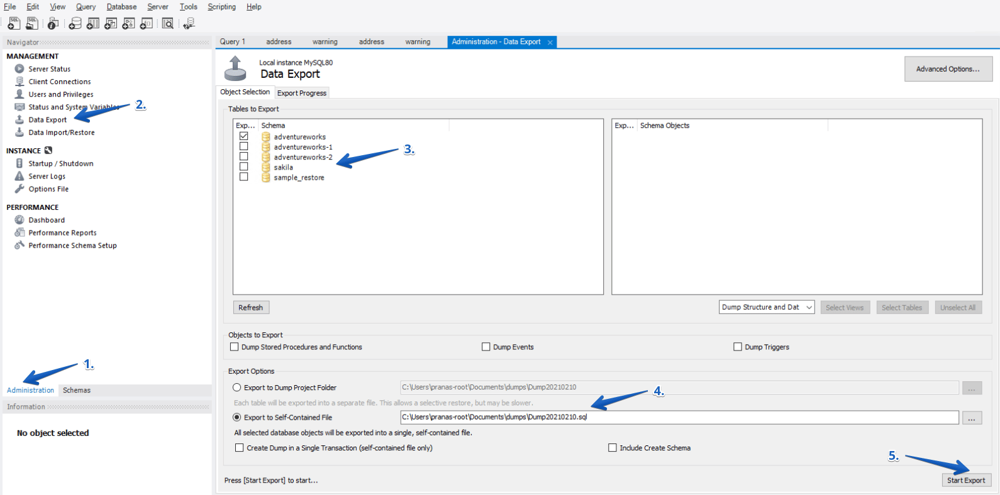 File Edit View Query Database Server Tools Scripting Help
Navigator
MANAGEMENT
Server Status
Client Connections
Users and Privileges
Status and System Variables
2.
Data Export
Data Import/Restore
INSTANCE
Startup / Shutdown
Server Logs
Options File
PERFORMANCE
Dashboard
Performance Reports
Performance Schema Setup
1.
Administration Schemas
Information
No object selected
Query 1 address warning address warning Administration - Data Export ×
Local instance MySQL80
Data Export
Advanced Options...
Object Selection Export Progress
Tables to Export
Exp... Schema
adventureworks
adventureworks-1
adventureworks-2
sakila
sample_restore
3.
Exp... Schema Objects
Refresh
Dump Structure and Dat Select Views Select Tables Unselect All
Objects to Export
Dump Stored Procedures and Functions Dump Events Dump Triggers
Export Options
Export to Dump Project Folder C:\Users\pranas-root\Documents\dumps\Dump20210210 ...
4.
Each table will be exported into a separate file. This allows a selective restore, but may be slower.
Export to Self-Contained File C:\Users\pranas-root\Documents\dumps\Dump20210210.sql ...
All selected database objects will be exported into a single, self-contained file.
Create Dump in a Single Transaction (self-contained file only) Include Create Schema
5.
Press [Start Export] to start... Start Export